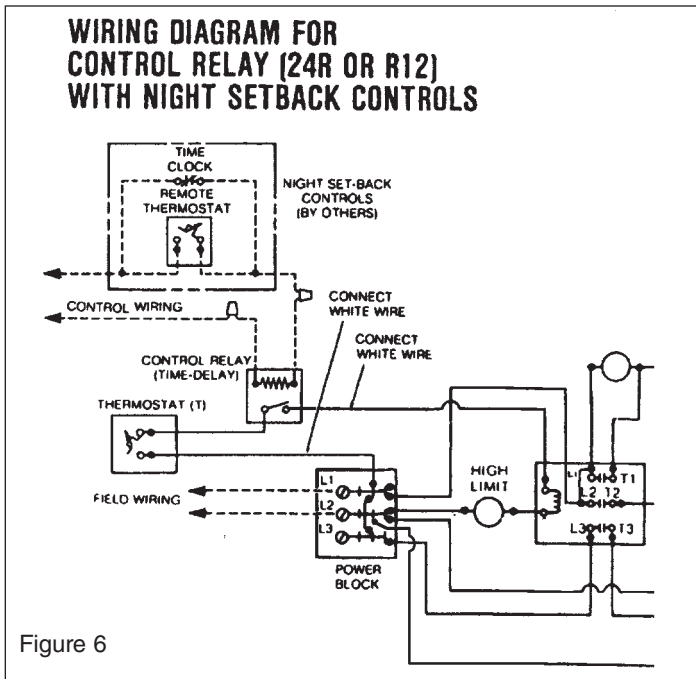 WIRING DIAGRAM FOR
CONTROL RELAY (24R OR R12)
WITH NIGHT SETBACK CONTROLS
TIME
CLOCK
REMOTE
THERMOSTAT
NIGHT SET-BACK
CONTROLS
(BY OTHERS)
CONTROL WIRING
CONNECT
WHITE WIRE
CONNECT
WHITE WIRE
CONTROL RELAY
(TIME-DELAY)
THERMOSTAT (T)
L1
L2
L3
FIELD WIRING
POWER
BLOCK
HIGH
LIMIT
L1 T1
L2 T2
L3 T3
Figure 6